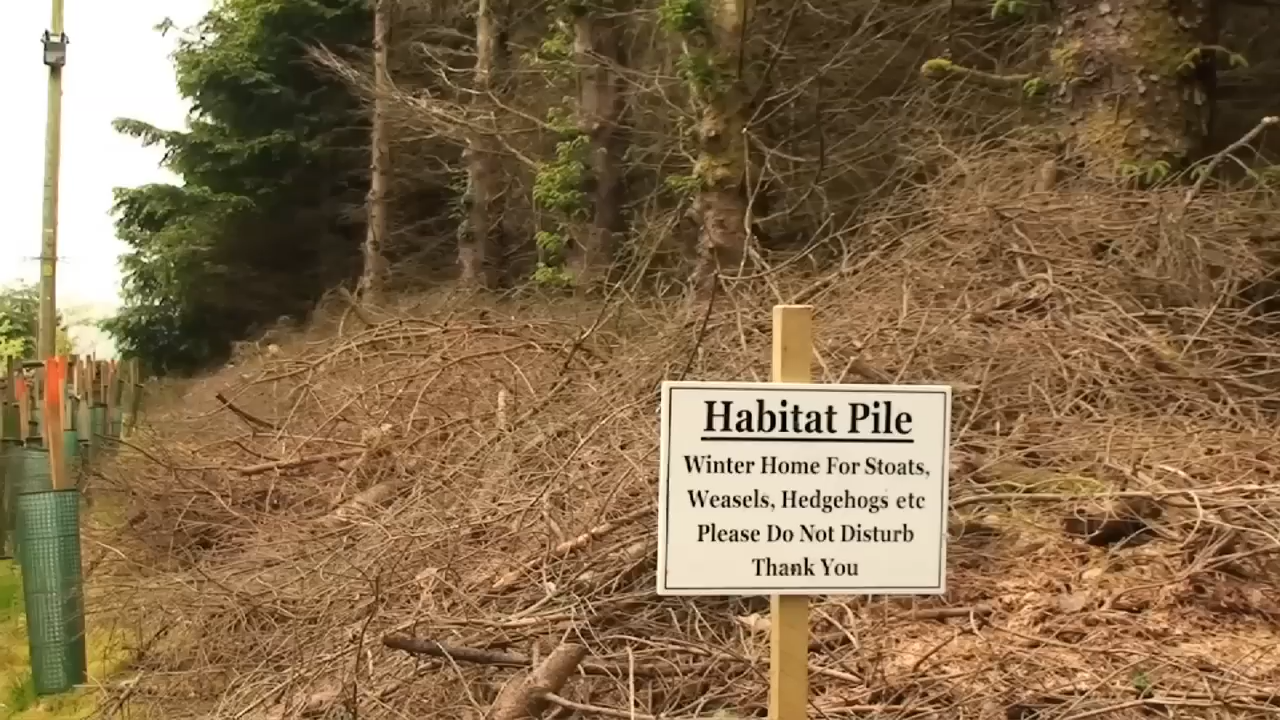 Habitat Pile
Winter Home For Stoats,
Weasels, Hedgehogs etc
Please Do Not Disturb
Thank You